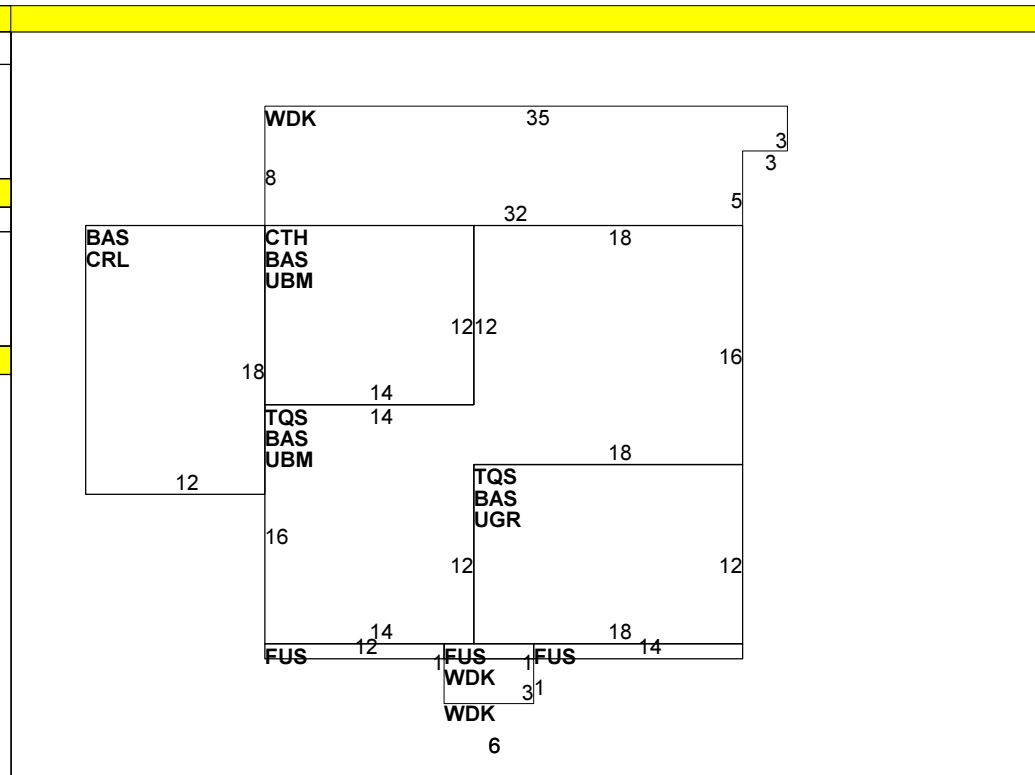 WDK 35
3
3
8
5
32
BAS CTH 18
CRL BAS
UBM
12 12
16
18
14
TQS 14
BAS
UBM 18
TQS
12 BAS
UGR
16
12 12
14 18
12 14
FUS 1 FUS 1 FUS
WDK
3 1
WDK
6